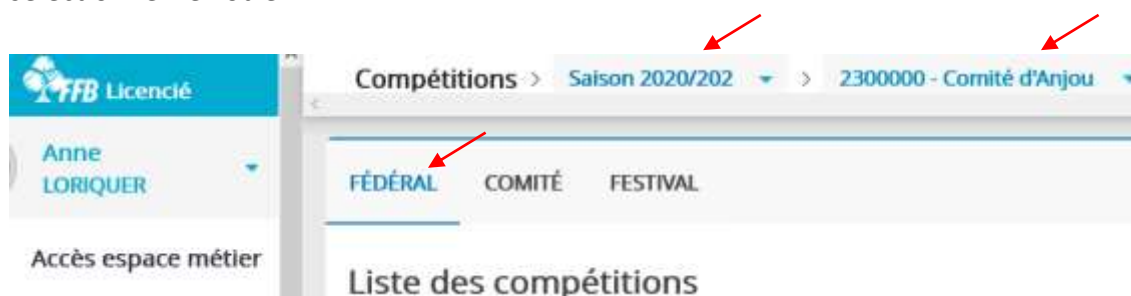 FFB Licencié
Compétitions > Saison 2020/202 > 2300000 - Comité d'Anjou
Anne
LORIQUER
FÉDÉRAL COMITÉ FESTIVAL
Accès espace métier
Liste des compétitions